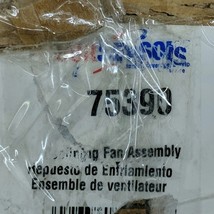 75390
Fan Assembly
Repuesto de Enfriamiento
Ensemble de ventilateur